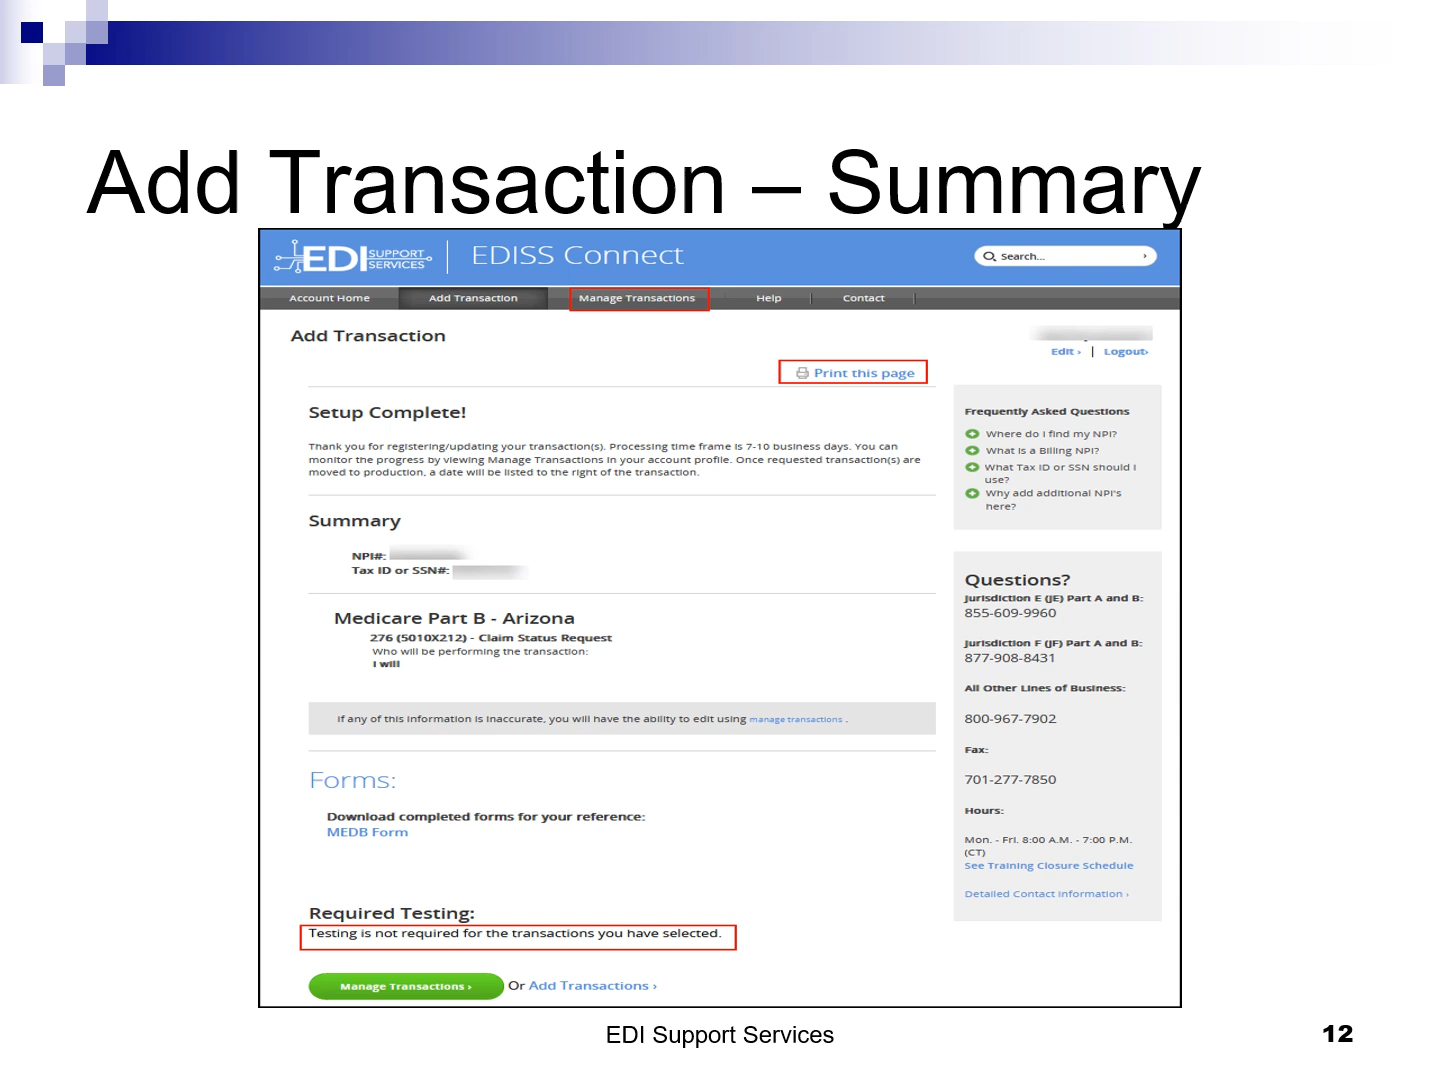 Add Transaction – Summary
EDI SUPPORT SERVICES
EDISS Connect
Search...
Account Home
Add Transaction
Manage Transactions
Help
Contact
Add Transaction
Edit ›
Logout›
Print this page
Setup Complete!
Thank you for registering/updating your transaction(s). Processing time frame is 7-10 business days. You can
monitor the progress by viewing Manage Transactions in your account profile. Once requested transaction(s) are
moved to production, a date will be listed to the right of the transaction.
Summary
NPI#:
Tax ID or SSN#:
Medicare Part B - Arizona
276 (5010X212) - Claim Status Request
Who will be performing the transaction:
I will
If any of this information is inaccurate, you will have the ability to edit using manage transactions .
Forms:
Download completed forms for your reference:
MEDB Form
Required Testing:
Testing is not required for the transactions you have selected.
Manage Transactions › Or Add Transactions ›
Frequently Asked Questions
Where do I find my NPI?
What is a Billing NPI?
What Tax ID or SSN should I
use?
Why add additional NPI's
here?
Questions?
Jurisdiction E (JE) Part A and B:
855-609-9960
Jurisdiction F (JF) Part A and B:
877-908-8431
All Other Lines of Business:
800-967-7902
Fax:
701-277-7850
Hours:
Mon. - Fri. 8:00 A.M. - 7:00 P.M.
(CT)
See Training Closure Schedule
Detailed Contact Information ›
EDI Support Services
12